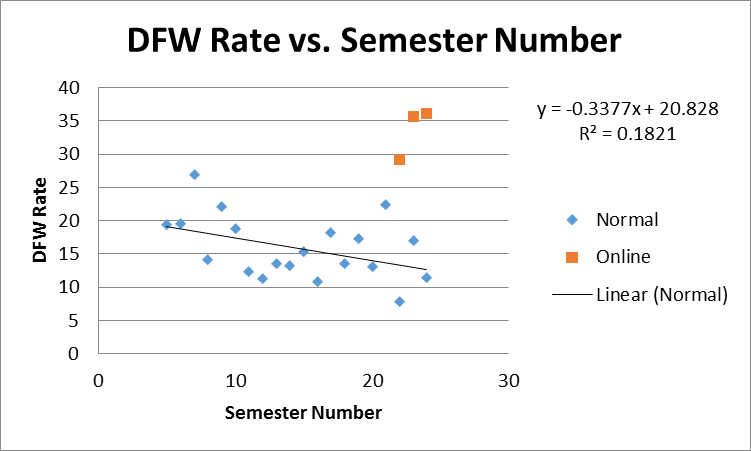 DFW Rate vs. Semester Number
40
35
30
25
20
15
10
5
0
0 10 20 30
DFW Rate
Semester Number
y = -0.3377x + 20.828
R² = 0.1821
Normal
Online
Linear (Normal)